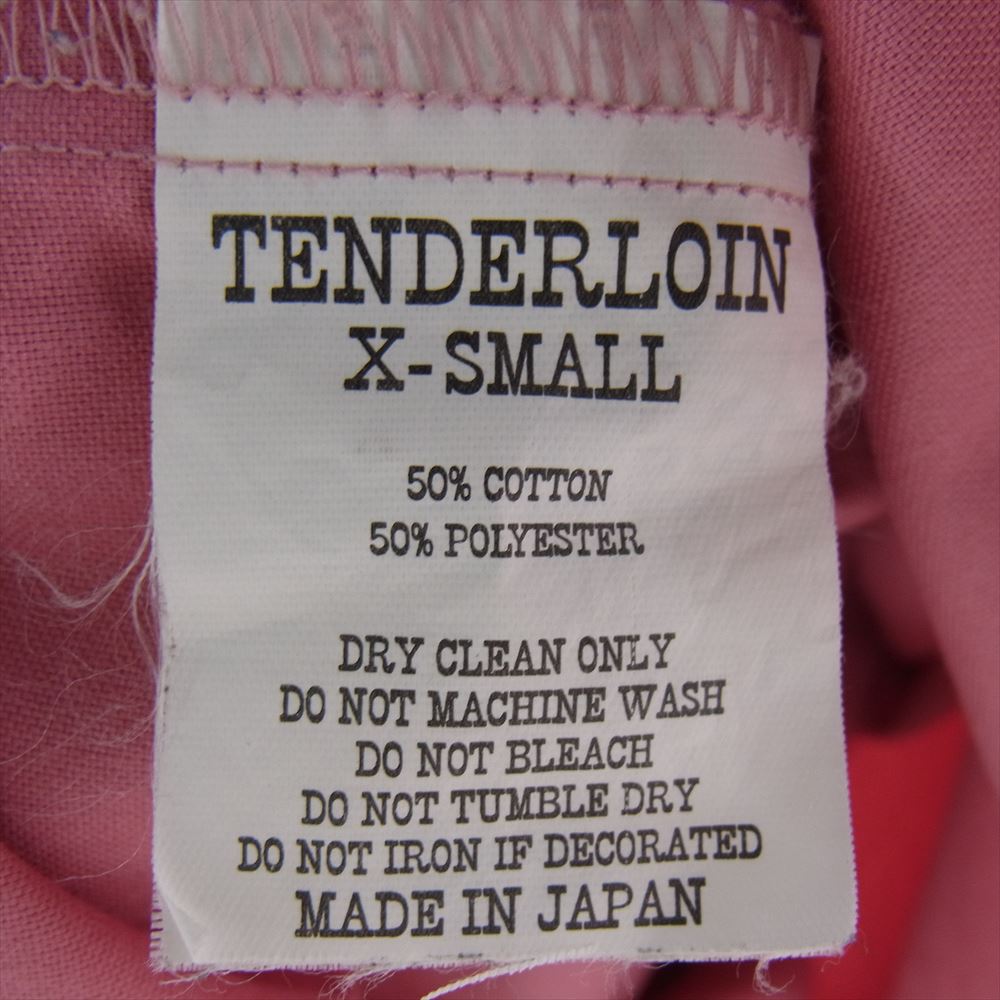 TENDERLOIN
X-SMALL
50% COTTON
50% POLYESTER
DRY CLEAN ONLY
DO NOT MACHINE WASH
DO NOT BLEACH
DO NOT TUMBLE DRY
DO NOT IRON IF DECORATED
MADE IN JAPAN